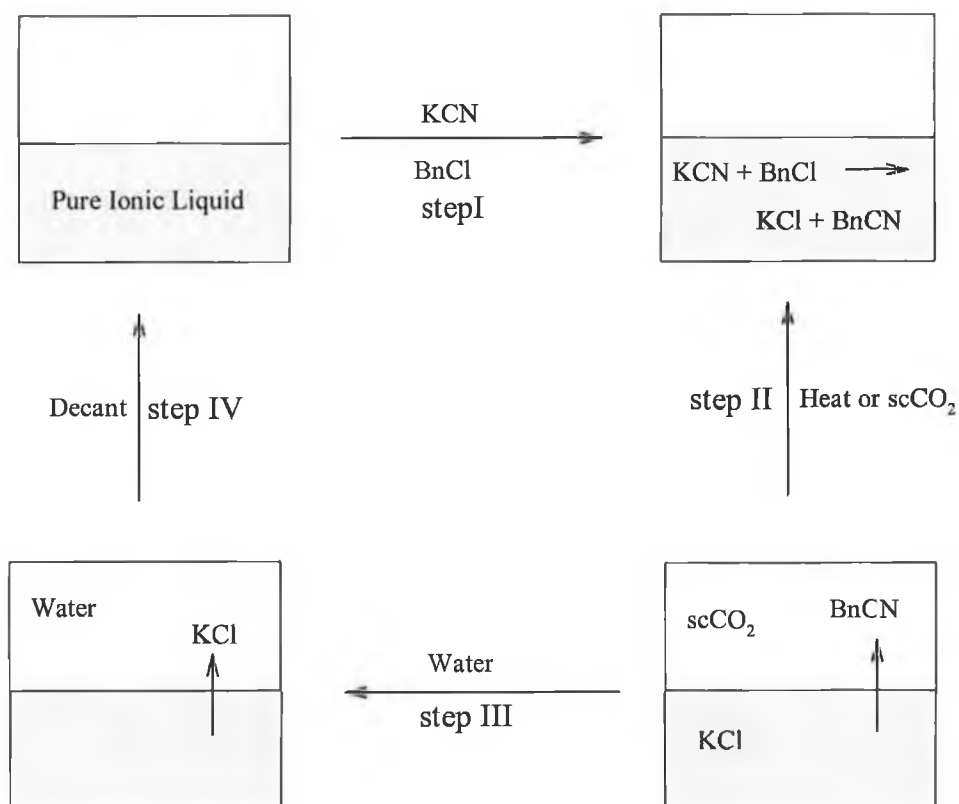 KCN
BnCl
stepI
Pure Ionic Liquid
KCN + BnCl
KCl + BnCN
Decant
step IV
step II
Heat or scCO₂
Water
KCl
Water
step III
scCO₂
BnCN
KCl